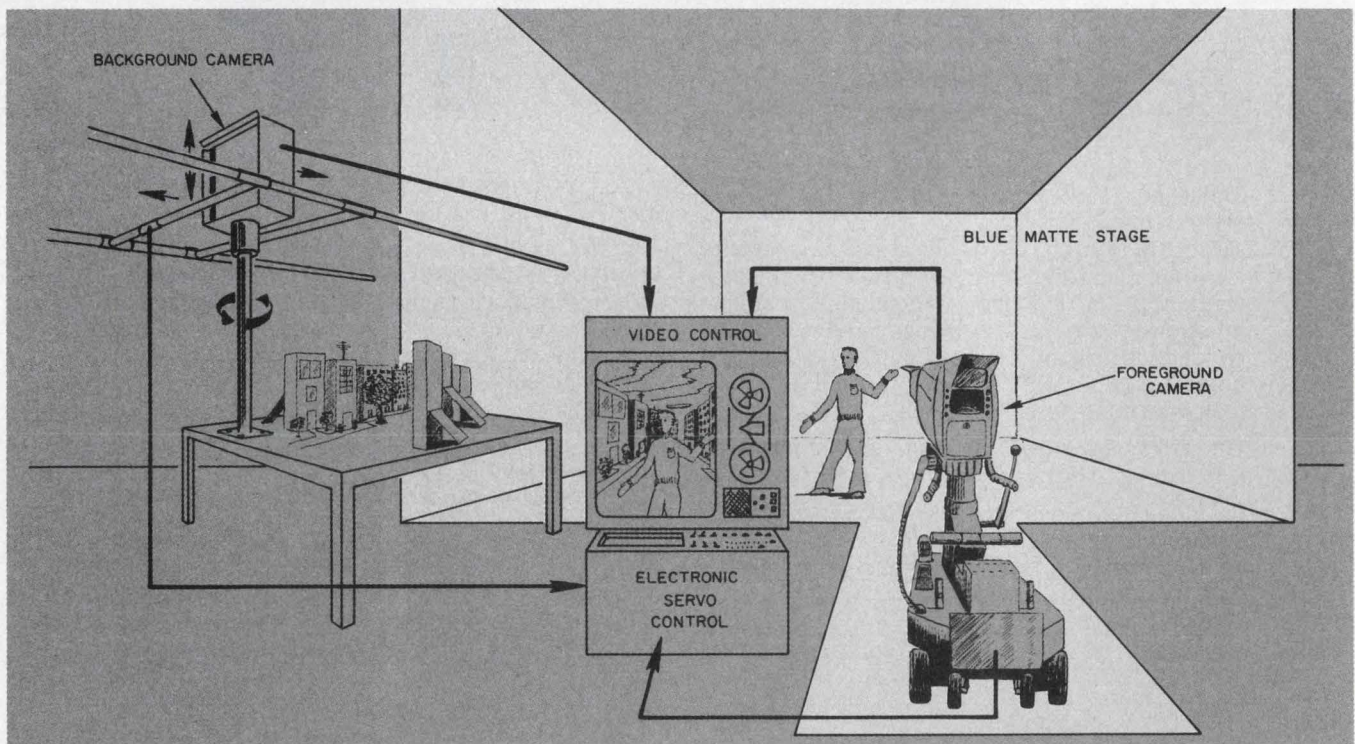 BACKGROUND CAMERA
BLUE MATTE STAGE
VIDEO CONTROL
FOREGROUND
CAMERA
ELECTRONIC
SERVO
CONTROL